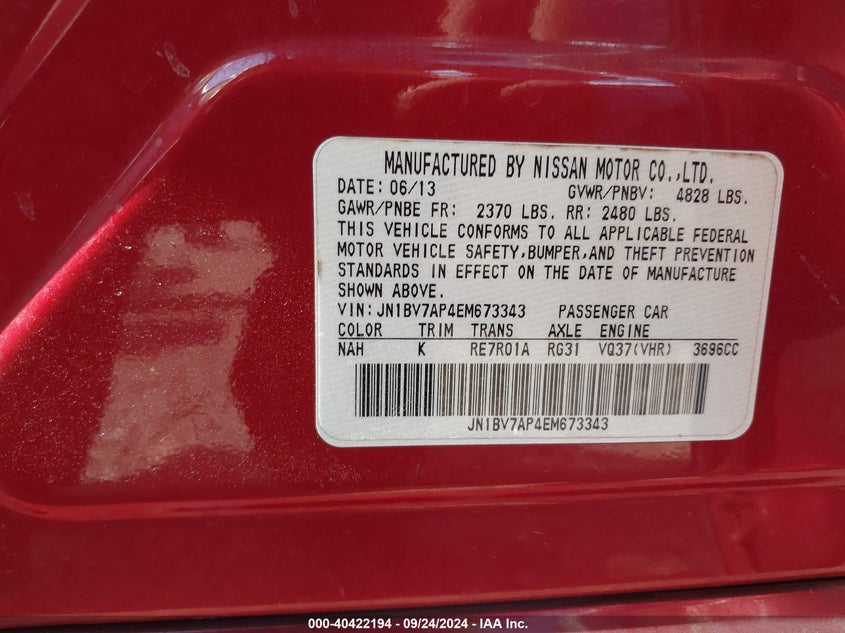 MANUFACTURED BY NISSAN MOTOR CO.,LTD.
DATE: 06/13 GVWR/PNBV: 4828 LBS.
GAWR/PNBE FR: 2370 LBS. RR: 2480 LBS.
THIS VEHICLE CONFORMS TO ALL APPLICABLE FEDERAL
MOTOR VEHICLE SAFETY,BUMPER,AND THEFT PREVENTION
STANDARDS IN EFFECT ON THE DATE OF MANUFACTURE
SHOWN ABOVE.
VIN:JN1BV7AP4EM673343 PASSENGER CAR
COLOR TRIM TRANS AXLE ENGINE
NAH K RE7R01A RG31 VQ37(VHR) 3696CC
JN1BV7AP4EM673343
000-40422194 - 09/24/2024 - IAA Inc.